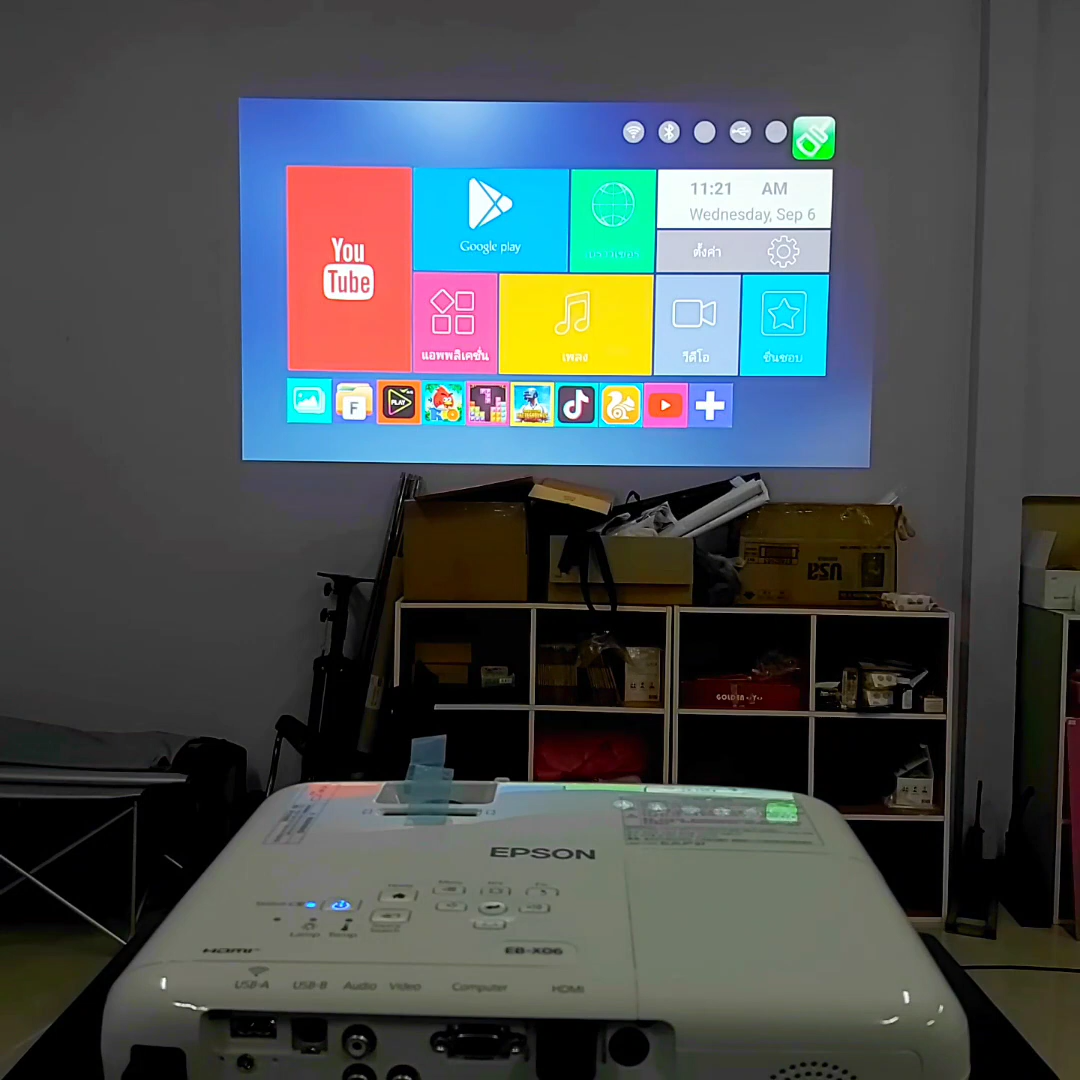 11:21 AM
Wednesday, Sep 6
You
Tube
Google play
ตั้งค่า
แอพพลิเคชั่น
เพลง
วีดีโอ
ชื่นชอบ
F
PLAY
USA
GOLDEN
EPSON
Lamp Temp
HDMI
EB-X06
USB-A USB-B Audio Video Computer HDMI